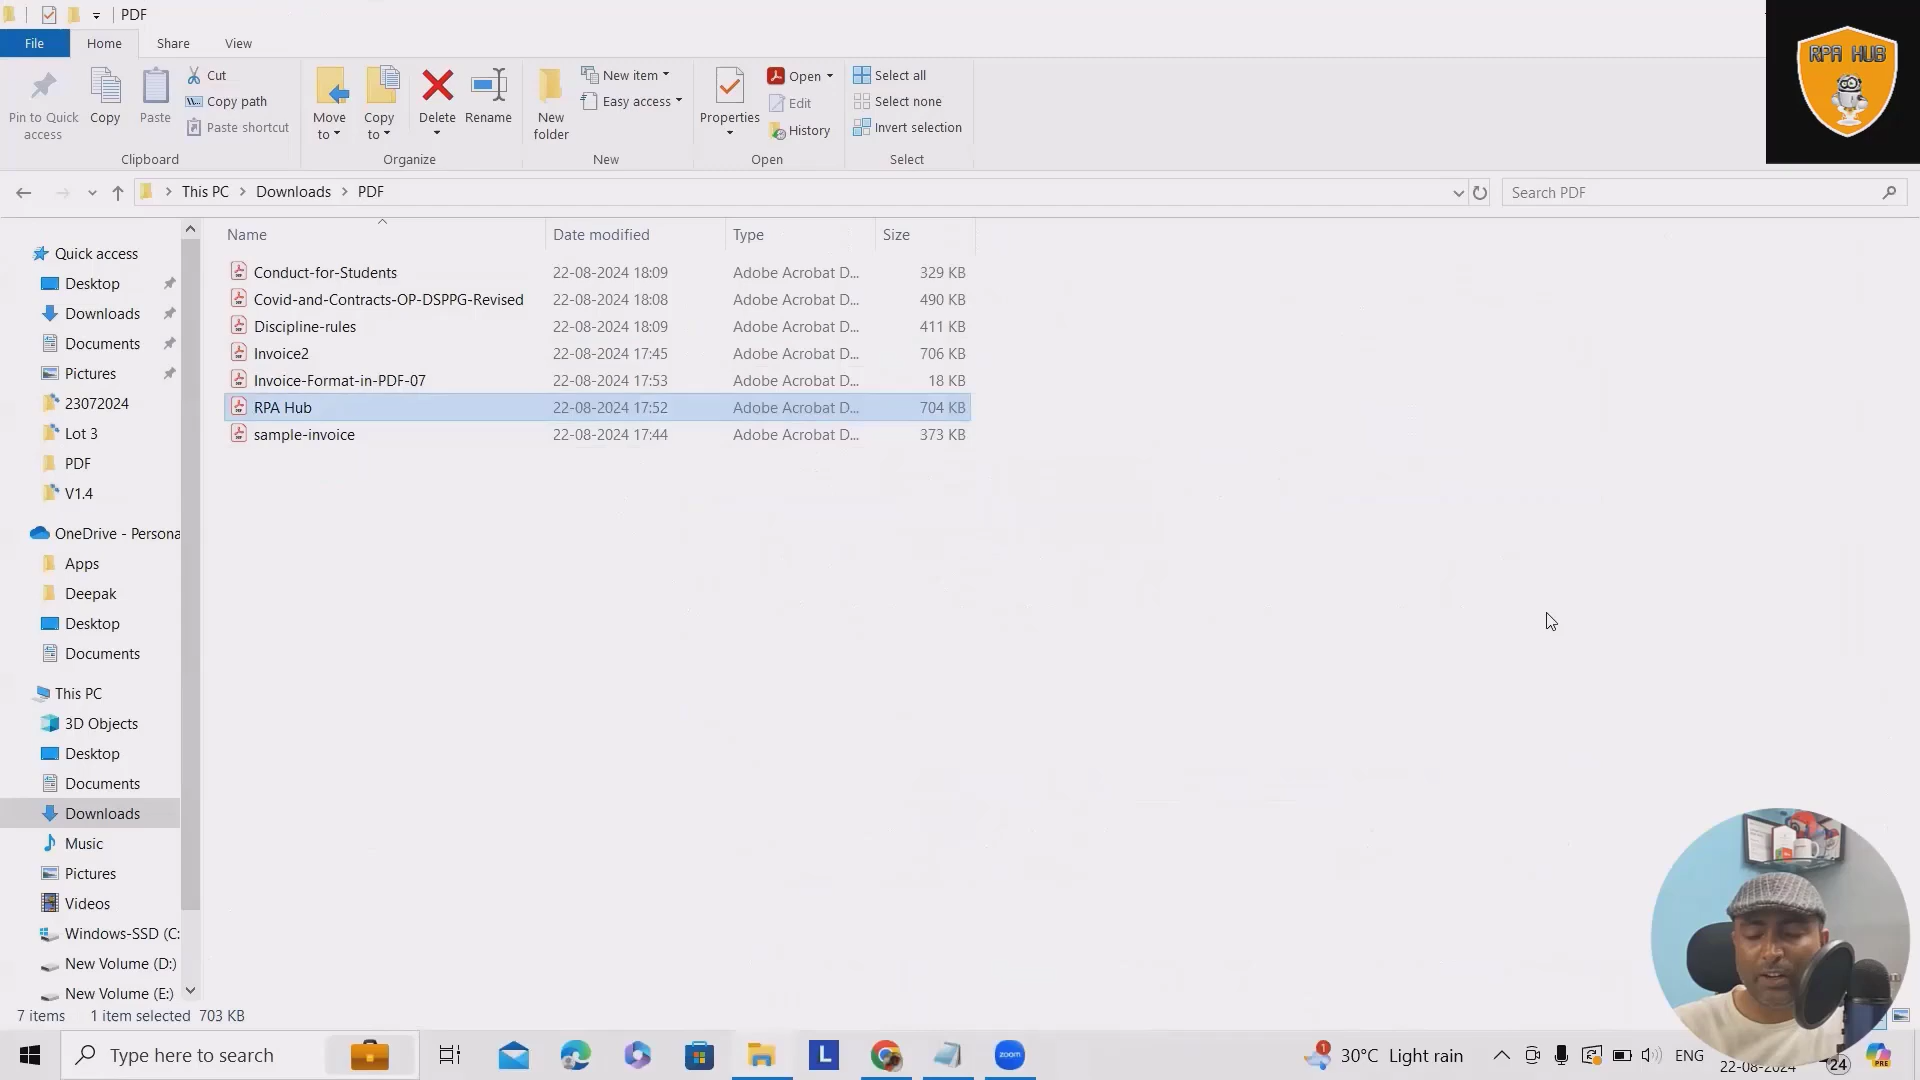 PDF
File Home Share View
RPA HUB
Pin to Quick access
Copy
Paste
Cut
Copy path
Paste shortcut
Clipboard
Move to
Copy to
Delete
Rename
Organize
New folder
New item
Easy access
New
Properties
Open
Edit
History
Open
Select all
Select none
Invert selection
Select
This PC Downloads PDF
Search PDF
Name Date modified Type Size
Conduct-for-Students 22-08-2024 18:09 Adobe Acrobat D... 329 KB
Covid-and-Contracts-OP-DSPPG-Revised 22-08-2024 18:08 Adobe Acrobat D... 490 KB
Discipline-rules 22-08-2024 18:09 Adobe Acrobat D... 411 KB
Invoice2 22-08-2024 17:45 Adobe Acrobat D... 706 KB
Invoice-Format-in-PDF-07 22-08-2024 17:53 Adobe Acrobat D... 18 KB
RPA Hub 22-08-2024 17:52 Adobe Acrobat D... 704 KB
sample-invoice 22-08-2024 17:44 Adobe Acrobat D... 373 KB
Quick access
Desktop
Downloads
Documents
Pictures
23072024
Lot 3
PDF
V1.4
OneDrive - Persona
Apps
Deepak
Desktop
Documents
This PC
3D Objects
Desktop
Documents
Downloads
Music
Pictures
Videos
Windows-SSD (C:
New Volume (D:)
New Volume (E:)
7 items 1 item selected 703 KB
Type here to search
L
zoom
1
30°C Light rain
ENG
22-08-2024
24
PRE